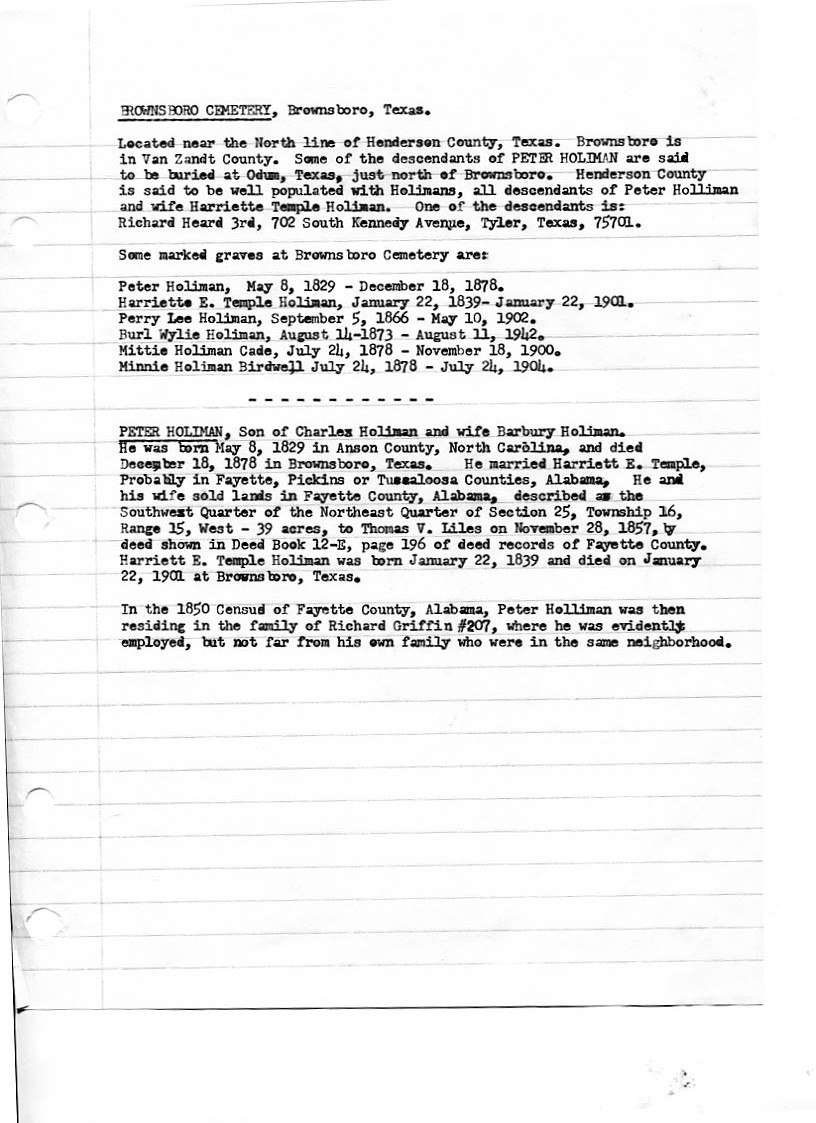 BROWNSBORO CEMETERY, Brownsboro, Texas.
Located near the North line of Henderson County, Texas. Brownsboro is
in Van Zandt County. Some of the descendants of PETER HOLIMAN are said
to be buried at Odum, Texas, just north of Brownsboro. Henderson County
is said to be well populated with Holimans, all descendants of Peter Holliman
and wife Harriette Temple Holiman. One of the descendants is:
Richard Heard 3rd, 702 South Kennedy Avenue, Tyler, Texas, 75701.
Some marked graves at Brownsboro Cemetery are:
Peter Holiman, May 8, 1829 - December 18, 1878.
Harriette E. Temple Holiman, January 22, 1839- January 22, 1901.
Perry Lee Holiman, September 5, 1866 - May 10, 1902.
Burl Wylie Holiman, August 14-1873 - August 11, 1942.
Mittie Holiman Cade, July 24, 1878 - November 18, 1900.
Minnie Holiman Birdwell July 24, 1878 - July 24, 1904.
- - - - - - - - - - - -
PETER HOLIMAN, Son of Charles Holiman and wife Barbury Holiman.
He was born May 8, 1829 in Anson County, North Carolina, and died
December 18, 1878 in Brownsboro, Texas. He married Harriett E. Temple,
Probably in Fayette, Pickins or Tussaloosa Counties, Alabama, He and
his wife sold lands in Fayette County, Alabama, described as the
Southwest Quarter of the Northeast Quarter of Section 25, Township 16,
Range 15, West - 39 acres, to Thomas V. Liles on November 28, 1857, by
deed shown in Deed Book 12-E, page 196 of deed records of Fayette County.
Harriett E. Temple Holiman was born January 22, 1839 and died on January
22, 1901 at Brownsboro, Texas.
In the 1850 Censud of Fayette County, Alabama, Peter Holliman was then
residing in the family of Richard Griffin #207, where he was evidently
employed, but not far from his own family who were in the same neighborhood.